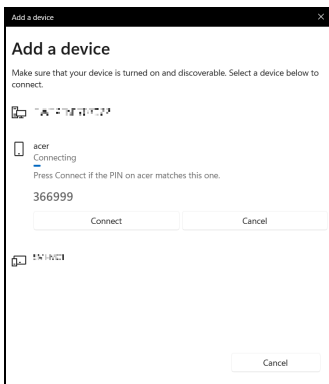 Add a device
Add a device
Make sure that your device is turned on and discoverable. Select a device below to
connect.
acer
Connecting
Press Connect if the PIN on acer matches this one.
366999
Connect Cancel
Cancel